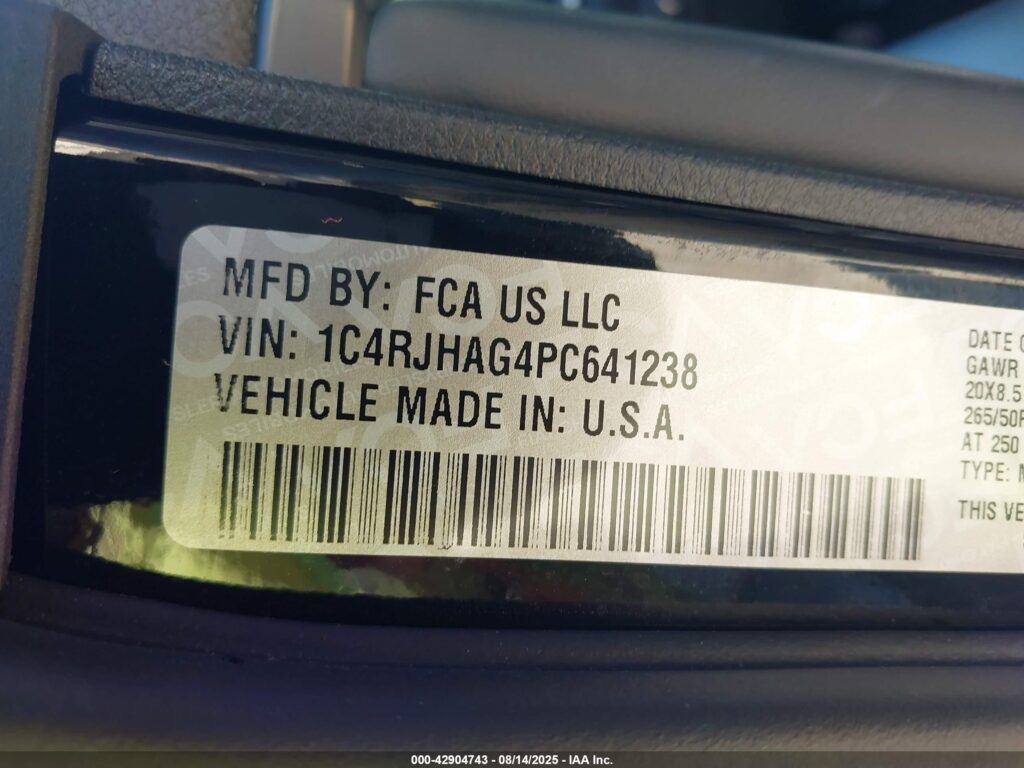 MFD BY: FCA US LLC
VIN: 1C4RJHAG4PC641238
VEHICLE MADE IN: U.S.A.
DATE O
GAWR
20X8.5
265/50R
AT 250
TYPE:
THIS VE
000-42904743 - 08/14/2025 - IAA Inc.